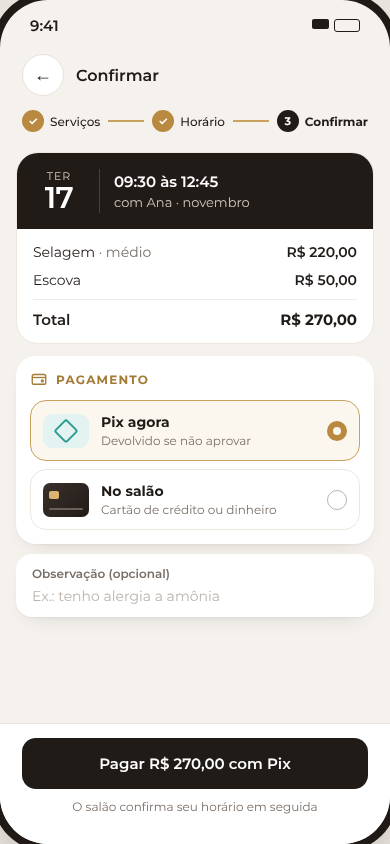 9:41
← Confirmar
Serviços Horário 3 Confirmar
TER
17
09:30 às 12:45
com Ana · novembro
Selagem · médio R$ 220,00
Escova R$ 50,00
Total R$ 270,00
PAGAMENTO
Pix agora
Devolvido se não aprovar
No salão
Cartão de crédito ou dinheiro
Observação (opcional)
Ex.: tenho alergia a amônia
Pagar R$ 270,00 com Pix
O salão confirma seu horário em seguida